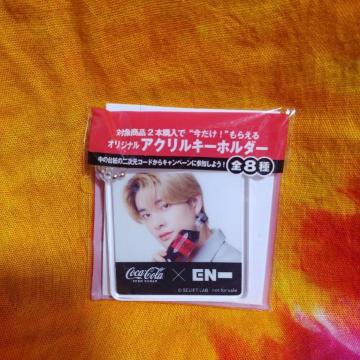 対象商品2本購入で "今だけ!" もらえる
オリジナル アクリルキーホルダー
中の台紙の二次元コードからキャンペーンに参加しよう! 全8種
Coca-Cola × EN-
ZERO SUGAR
© BELIFT LAB not for sale